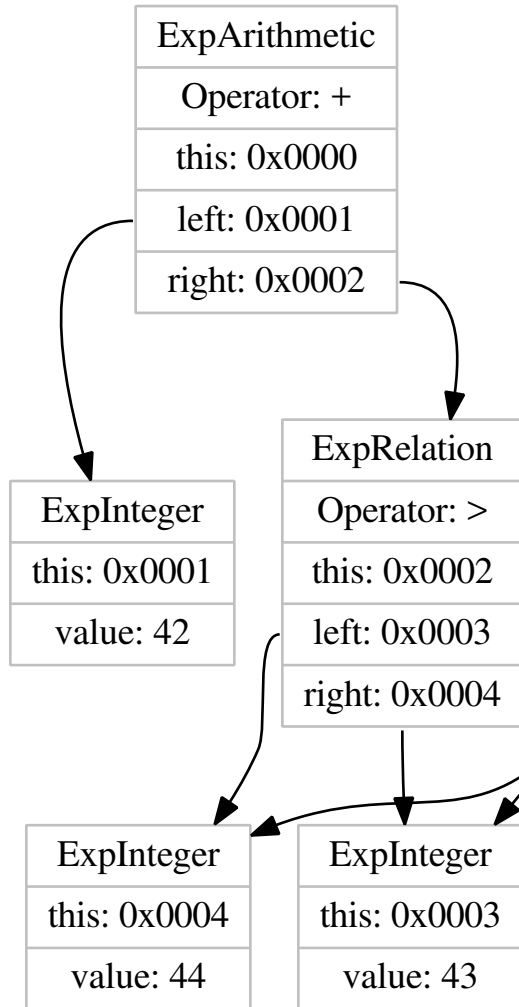 ExpArithmetic
Operator: +
this: 0x0000
left: 0x0001
right: 0x0002
ExpInteger
this: 0x0001
value: 42
ExpRelation
Operator: >
this: 0x0002
left: 0x0003
right: 0x0004
ExpInteger
this: 0x0004
value: 44
ExpInteger
this: 0x0003
value: 43